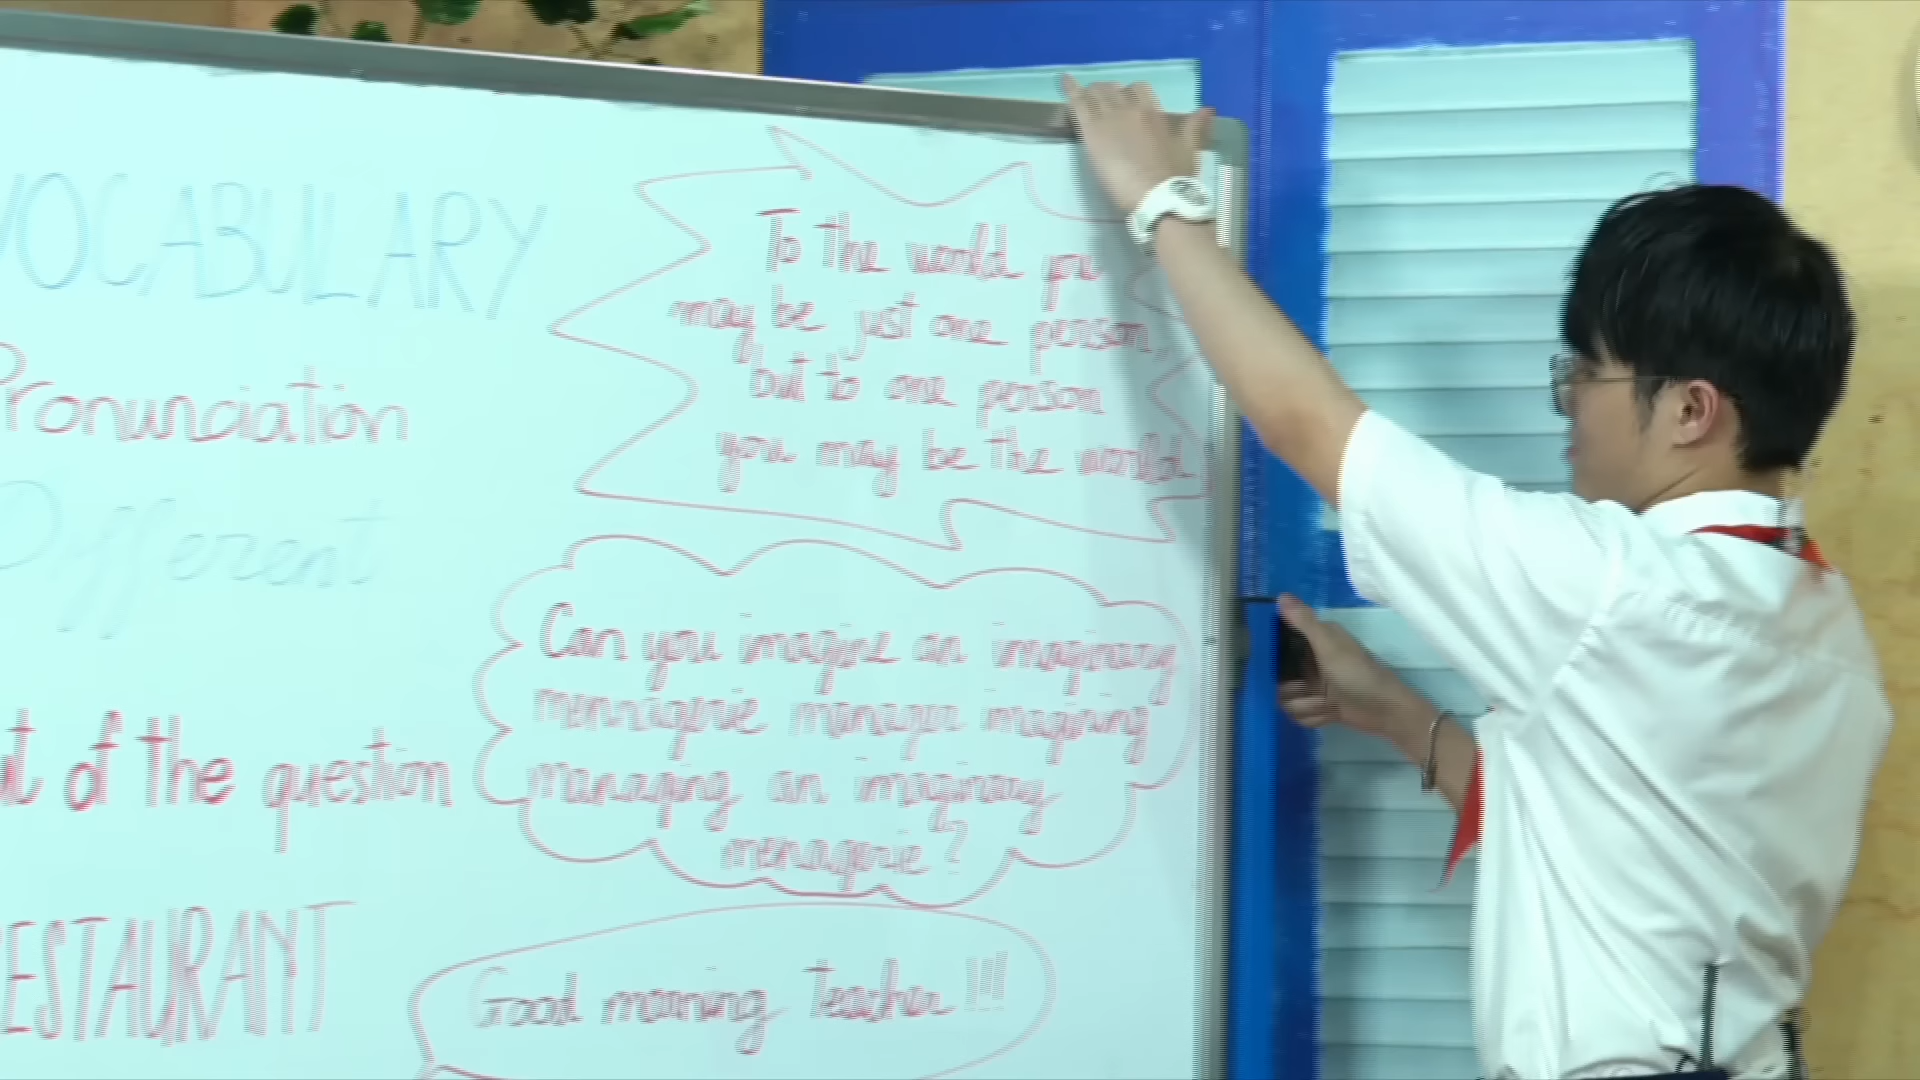 VOCABULARY
Pronunciation
Different
of the question
RESTAURANT
To the world you
may be just one person,
but to one person
you may be the world
Can you imagine an imaginary
menagerie manager imagining
managing an imaginary
menagerie?
Good morning Teacher !!!